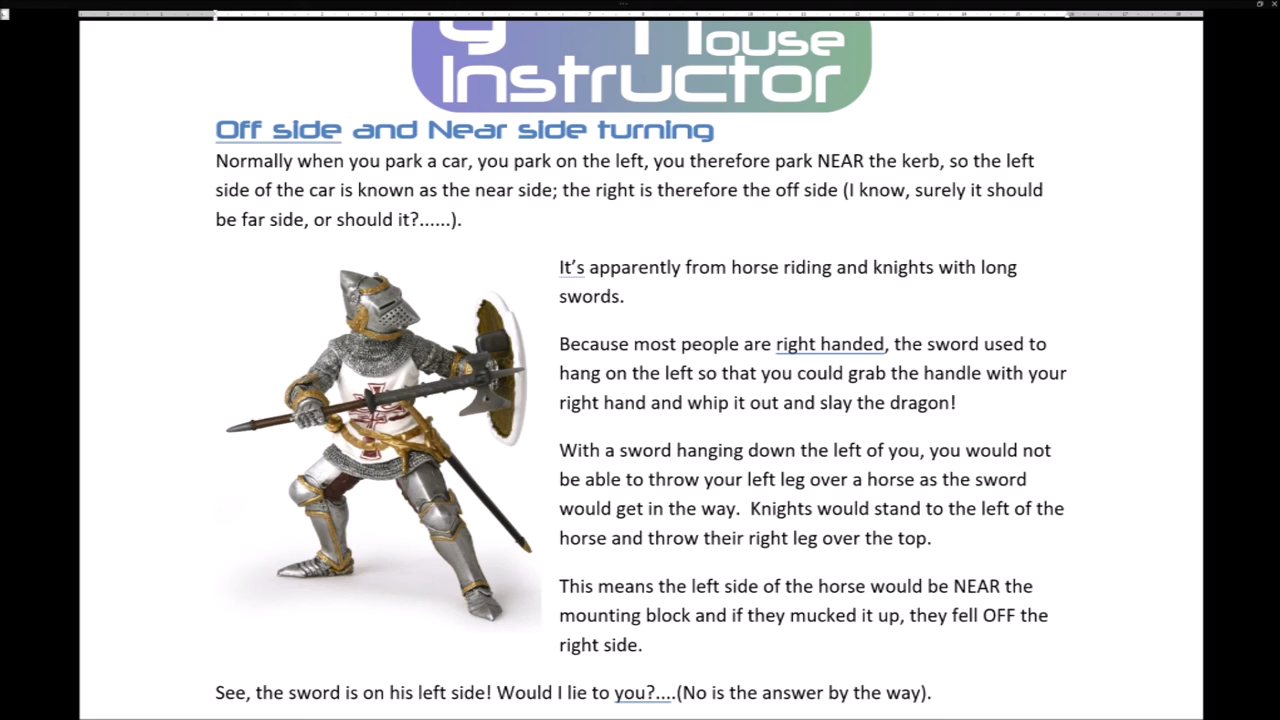 ouse
Instructor
Off side and Near side turning
Normally when you park a car, you park on the left, you therefore park NEAR the kerb, so the left
side of the car is known as the near side; the right is therefore the off side (I know, surely it should
be far side, or should it?......).
It’s apparently from horse riding and knights with long
swords.
Because most people are right handed, the sword used to
hang on the left so that you could grab the handle with your
right hand and whip it out and slay the dragon!
With a sword hanging down the left of you, you would not
be able to throw your left leg over a horse as the sword
would get in the way.  Knights would stand to the left of the
horse and throw their right leg over the top.
This means the left side of the horse would be NEAR the
mounting block and if they mucked it up, they fell OFF the
right side.
See, the sword is on his left side! Would I lie to you?....(No is the answer by the way).